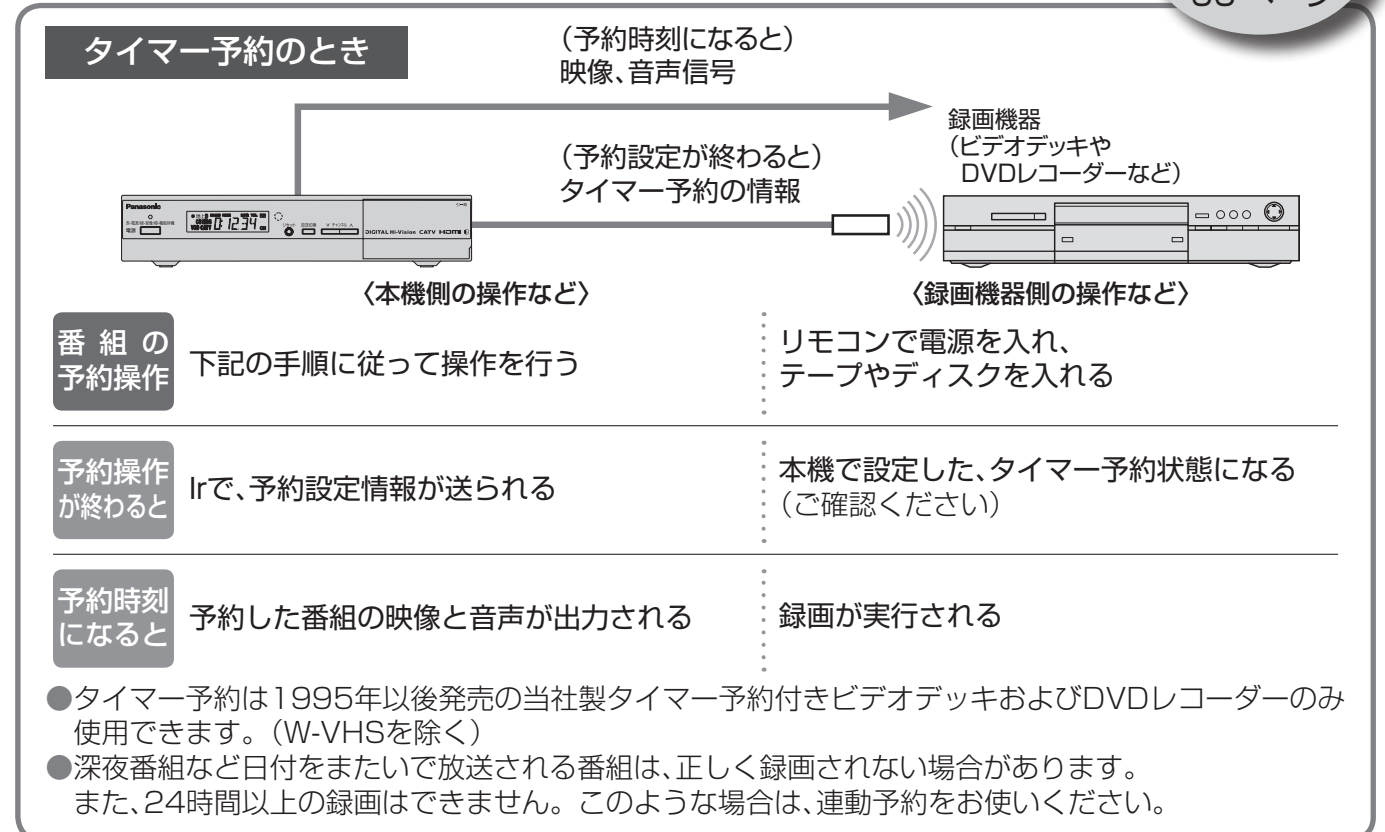 タイマー予約のとき
（予約時刻になると）
映像、音声信号
録画機器
（ビデオデッキや
DVDレコーダーなど）
（予約設定が終わると）
タイマー予約の情報
Panasonic
電源
リセット
チャンネル
12:34
DIGITAL Hi-Vision CATV HDMI
〈本機側の操作など〉
〈録画機器側の操作など〉
番組の
予約操作
下記の手順に従って操作を行う
リモコンで電源を入れ、
テープやディスクを入れる
予約操作
が終わると
Irで、予約設定情報が送られる
本機で設定した、タイマー予約状態になる
（ご確認ください）
予約時刻
になると
予約した番組の映像と音声が出力される
録画が実行される
●タイマー予約は1995年以後発売の当社製タイマー予約付きビデオデッキおよびDVDレコーダーのみ
使用できます。（W-VHSを除く）
●深夜番組など日付をまたいで放送される番組は、正しく録画されない場合があります。
また、24時間以上の録画はできません。このような場合は、連動予約をお使いください。